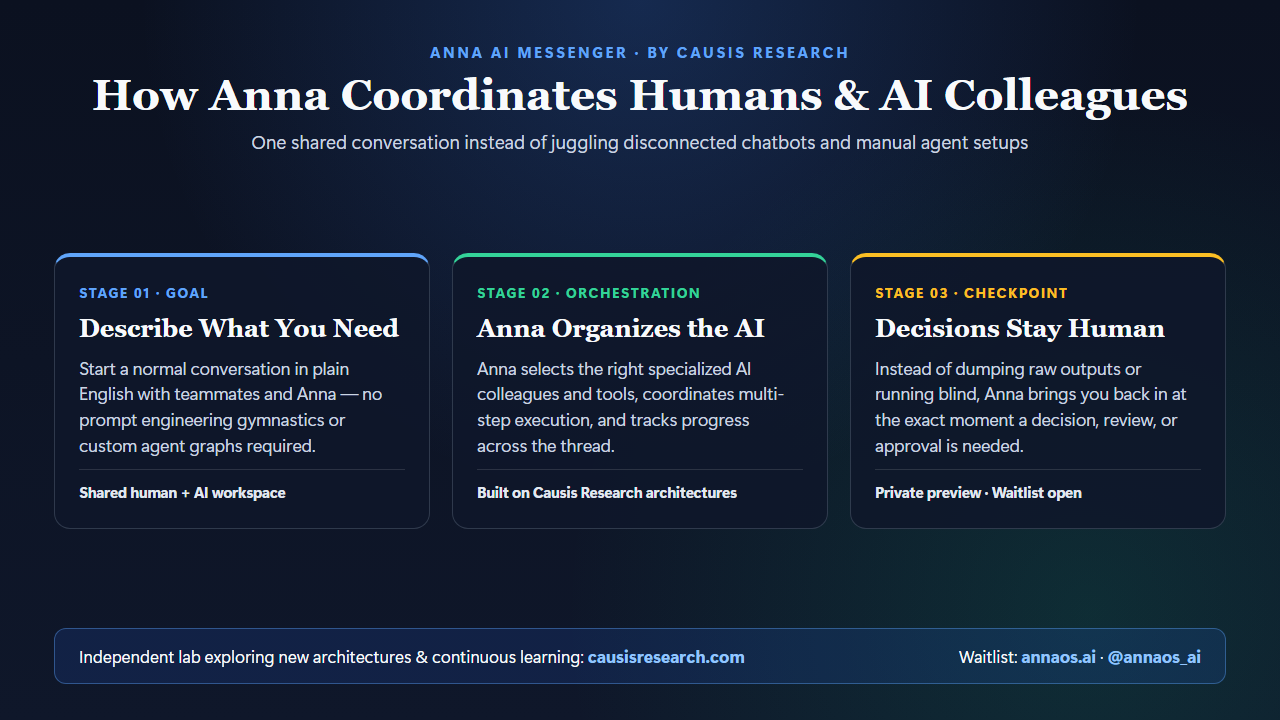 ANNA AI MESSENGER · BY CAUSIS RESEARCH
How Anna Coordinates Humans & AI Colleagues
One shared conversation instead of juggling disconnected chatbots and manual agent setups
STAGE 01 · GOAL
Describe What You Need
Start a normal conversation in plain
English with teammates and Anna — no
prompt engineering gymnastics or
custom agent graphs required.
Shared human + AI workspace
STAGE 02 · ORCHESTRATION
Anna Organizes the AI
Anna selects the right specialized AI
colleagues and tools, coordinates multi-
step execution, and tracks progress
across the thread.
Built on Causis Research architectures
STAGE 03 · CHECKPOINT
Decisions Stay Human
Instead of dumping raw outputs or
running blind, Anna brings you back in at
the exact moment a decision, review, or
approval is needed.
Private preview · Waitlist open
Independent lab exploring new architectures & continuous learning: causisresearch.com
Waitlist: annaos.ai · @annaos_ai